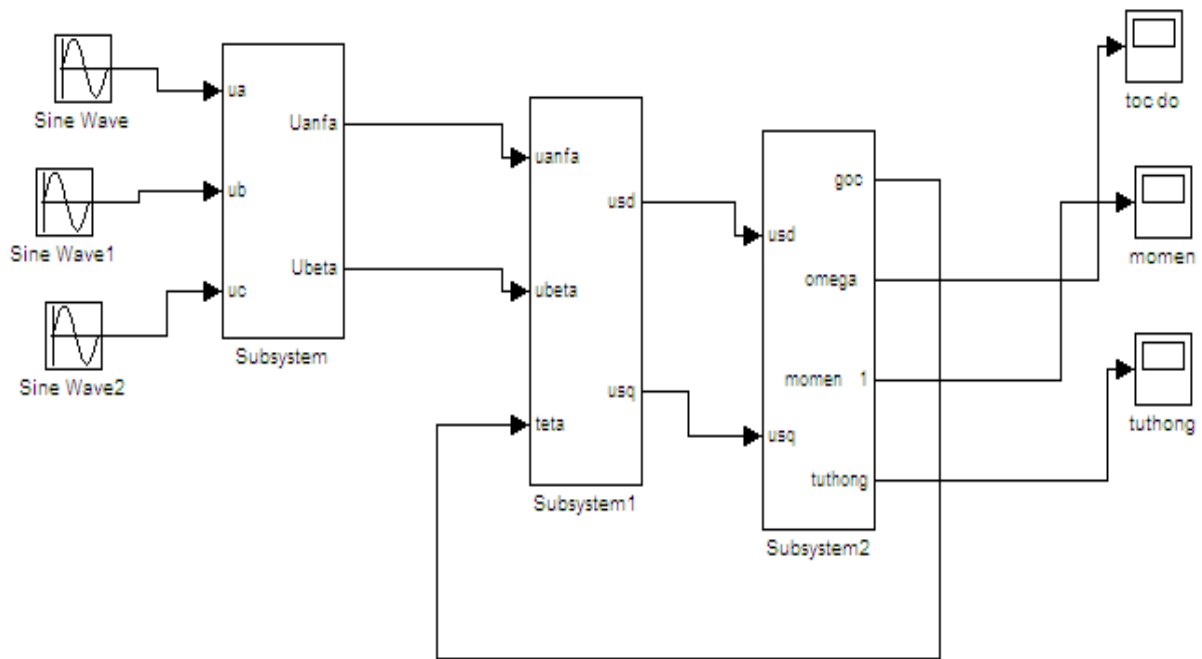 Sine Wave
Sine Wave1
Sine Wave2
ua
ub
uc
Uanfa
Ubeta
Subsystem
uanfa
ubeta
teta
usd
usq
Subsystem1
usd
usq
goc
omega
momen 1
tuthong
Subsystem2
toc do
momen
tuthong